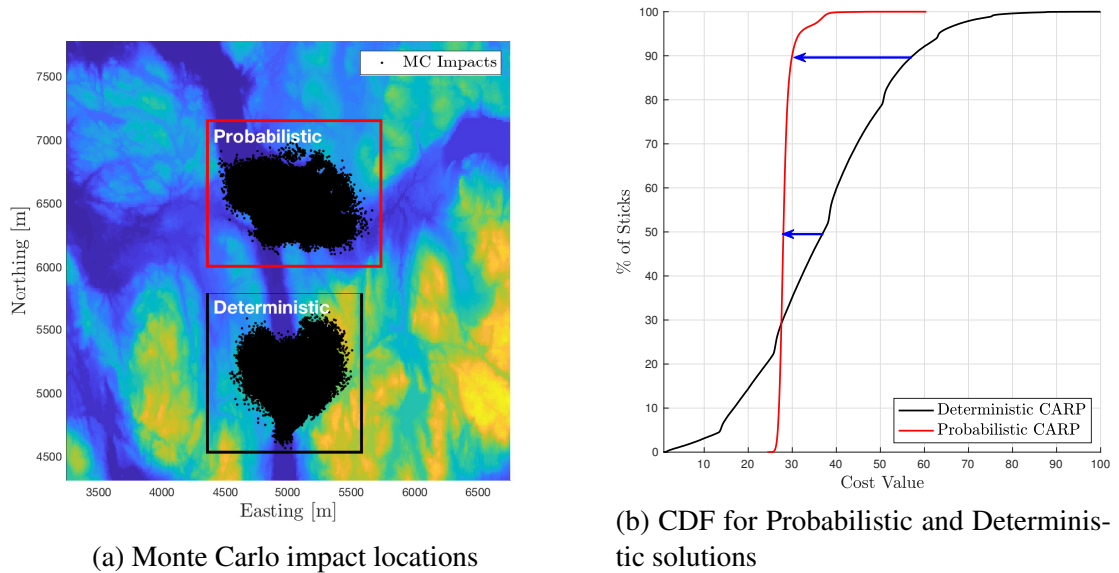 MC Impacts
Probabilistic
Deterministic
7500
7000
6500
6000
5500
5000
4500
Northing [m]
3500
4000
4500
5000
5500
6000
6500
Easting [m]
(a) Monte Carlo impact locations
100
90
80
70
60
50
40
30
20
10
0
% of Sticks
Deterministic CARP
Probabilistic CARP
10
20
30
40
50
60
70
80
90
100
Cost Value
(b) CDF for Probabilistic and Determinis-
tic solutions